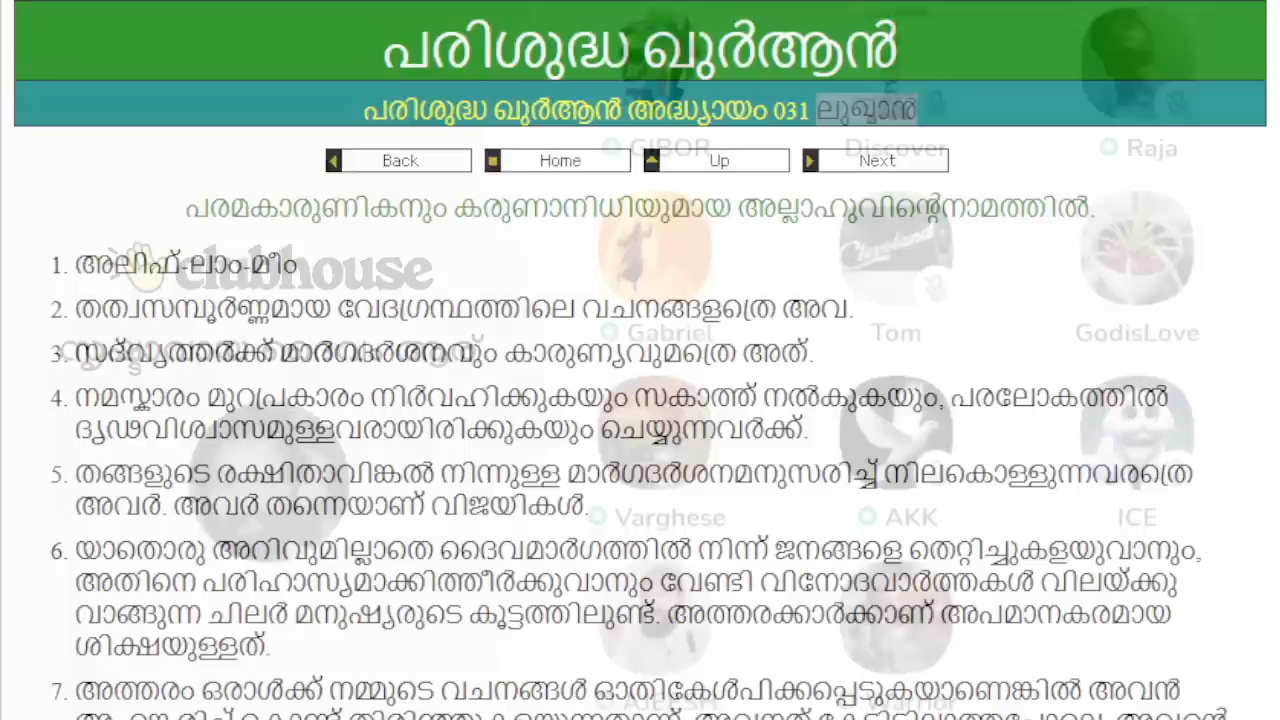 പരിശുദ്ധ ഖുർആൻ
പരിശുദ്ധ ഖുർആൻ അദ്ധ്യായം 031 ലുഖ്മാൻ
Back Home Up Next
GIBOR Discover Raja
പരമകാരുണികനും കരുണാനിധിയുമായ അല്ലാഹുവിന്റെനാമത്തിൽ.
clubhouse
1. അലിഫ്-ലാം-മീം
2. തത്വസമ്പൂർണ്ണമായ വേദഗ്രന്ഥത്തിലെ വചനങ്ങളത്രെ അവ.
Gabriel Tom GodisLove
3. സദ്‌വൃത്തർക്ക് മാർഗദർശനവും കാരുണ്യവുമത്രെ അത്.
4. നമസ്കാരം മുറപ്രകാരം നിർവഹിക്കുകയും സകാത്ത് നൽകുകയും, പരലോകത്തിൽ
ദൃഢവിശ്വാസമുള്ളവരായിരിക്കുകയും ചെയ്യുന്നവർക്ക്.
5. തങ്ങളുടെ രക്ഷിതാവിങ്കൽ നിന്നുള്ള മാർഗദർശനമനുസരിച്ച് നിലകൊള്ളുന്നവരത്രെ
അവർ. അവർ തന്നെയാണ് വിജയികൾ.
Varghese AKK ICE
6. യാതൊരു അറിവുമില്ലാതെ ദൈവമാർഗത്തിൽ നിന്ന് ജനങ്ങളെ തെറ്റിച്ചുകളയുവാനും,
അതിനെ പരിഹാസ്യമാക്കിത്തീർക്കുവാനും വേണ്ടി വിനോദവാർത്തകൾ വിലയ്ക്കു
വാങ്ങുന്ന ചിലർ മനുഷ്യരുടെ കൂട്ടത്തിലുണ്ട്. അത്തരക്കാർക്കാണ് അപമാനകരമായ
ശിക്ഷയുള്ളത്.
7. അത്തരം ഒരാൾക്ക് നമ്മുടെ വചനങ്ങൾ ഓതികേൾപിക്കപ്പെടുകയാണെങ്കിൽ അവൻ